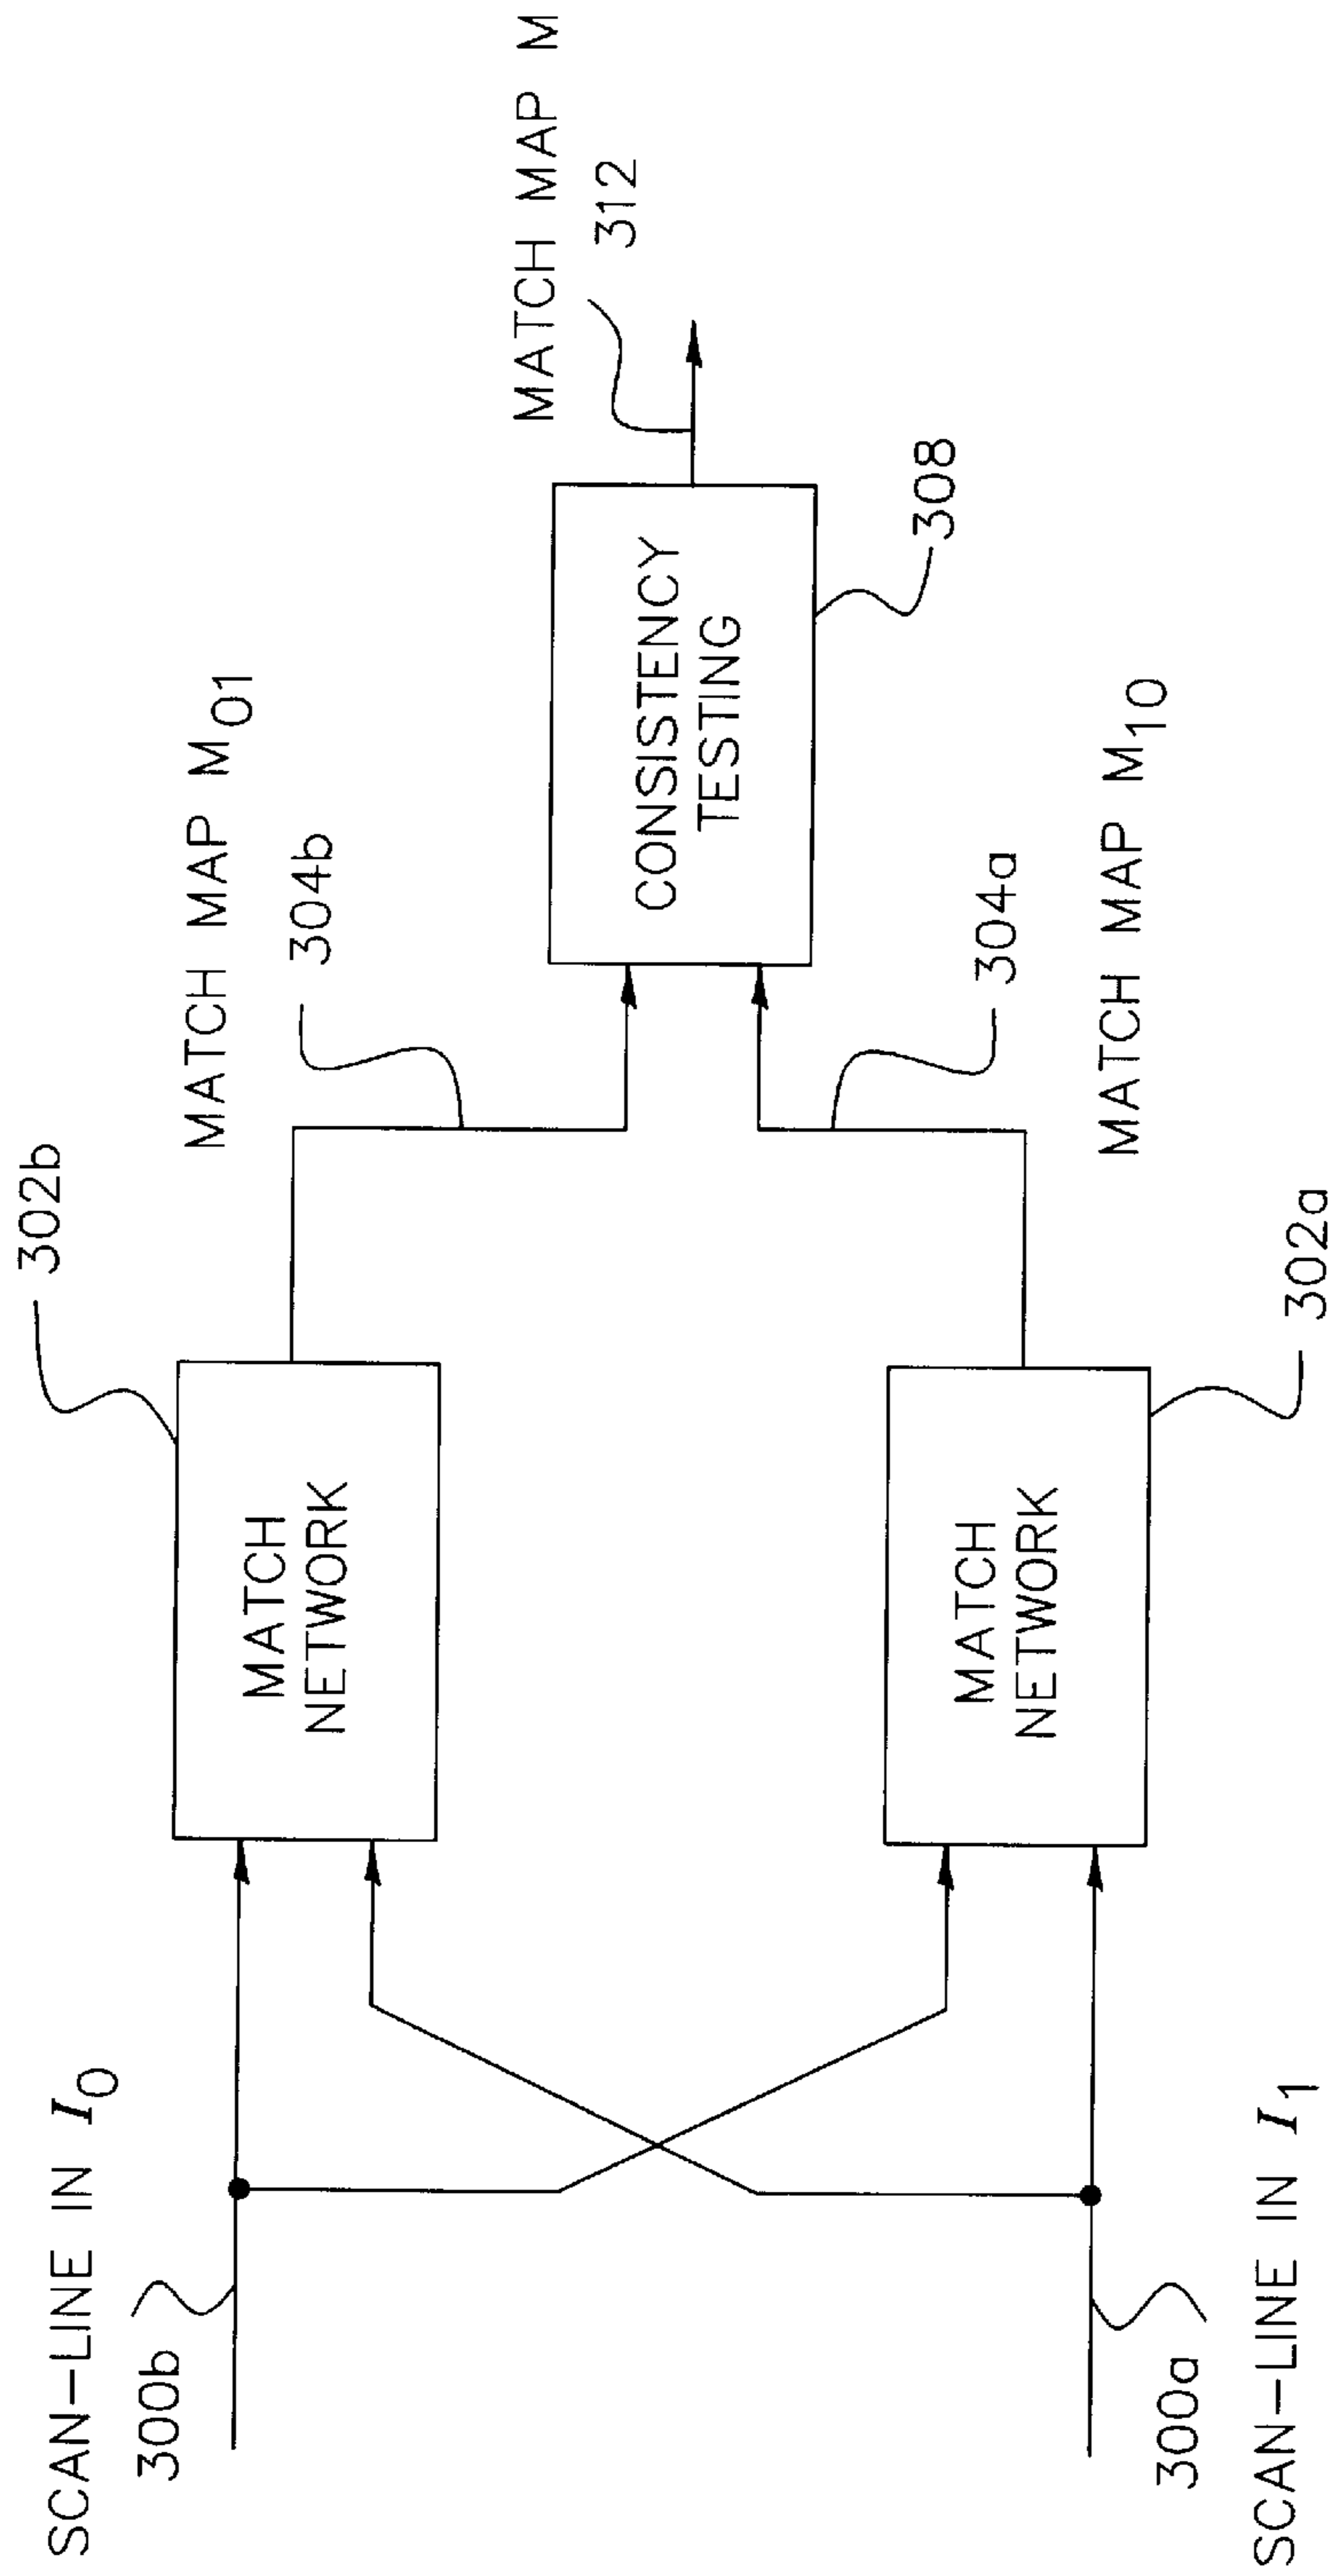 SCAN-LINE IN I0
300b
302b
MATCH
NETWORK
MATCH MAP M01
304b
MATCH MAP M
312
CONSISTENCY
TESTING
308
304a
MATCH MAP M10
MATCH
NETWORK
302a
300a
SCAN-LINE IN I1